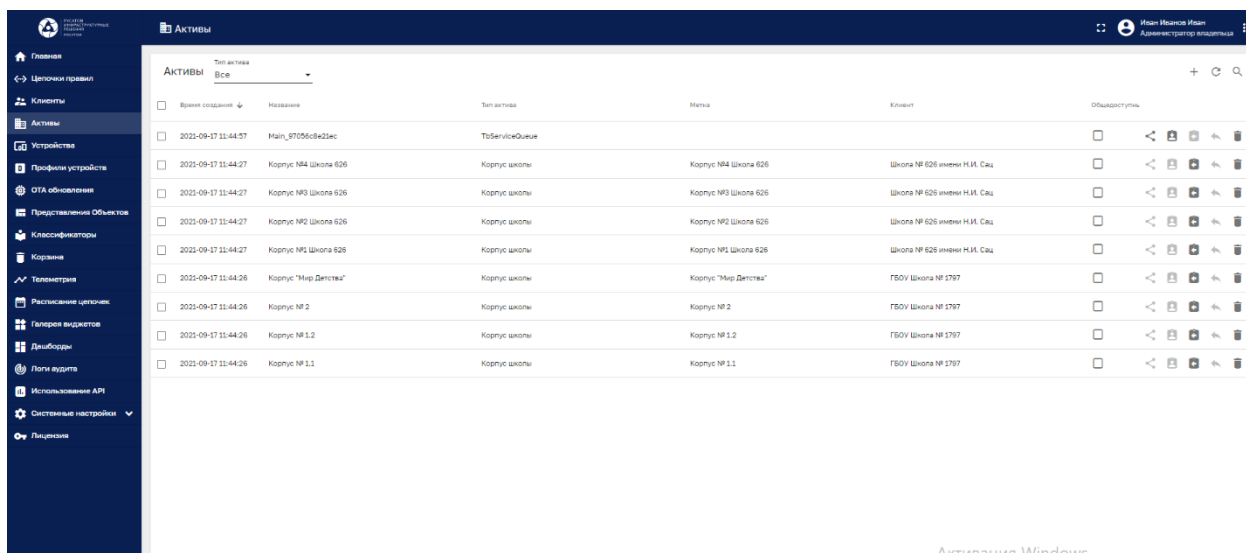 РУСАТОМ
ИНФРАСТРУКТУРНЫЕ
РЕШЕНИЯ
РОСАТОМ
Активы
Иван Иванов Иван
Администратор владельца
Главная
Цепочки правил
Клиенты
Активы
Устройства
Профили устройств
OTA обновления
Представления Объектов
Классификаторы
Корзина
Телеметрия
Расписание цепочек
Галерея виджетов
Дашборды
Логи аудита
Использование API
Системные настройки
Лицензия
Активы
Тип актива
Все
Время создания Название Тип актива Метка Клиент Общедоступнь
2021-09-17 11:44:57 Main_97056c8e21ec TbServiceQueue
2021-09-17 11:44:27 Корпус №4 Школа 626 Корпус школы Корпус №4 Школа 626 Школа № 626 имени Н.И. Сац
2021-09-17 11:44:27 Корпус №3 Школа 626 Корпус школы Корпус №3 Школа 626 Школа № 626 имени Н.И. Сац
2021-09-17 11:44:27 Корпус №2 Школа 626 Корпус школы Корпус №2 Школа 626 Школа № 626 имени Н.И. Сац
2021-09-17 11:44:27 Корпус №1 Школа 626 Корпус школы Корпус №1 Школа 626 Школа № 626 имени Н.И. Сац
2021-09-17 11:44:26 Корпус "Мир Детства" Корпус школы Корпус "Мир Детства" ГБОУ Школа № 1797
2021-09-17 11:44:26 Корпус № 2 Корпус школы Корпус № 2 ГБОУ Школа № 1797
2021-09-17 11:44:26 Корпус № 1.2 Корпус школы Корпус № 1.2 ГБОУ Школа № 1797
2021-09-17 11:44:26 Корпус № 1.1 Корпус школы Корпус № 1.1 ГБОУ Школа № 1797
Активация Windows